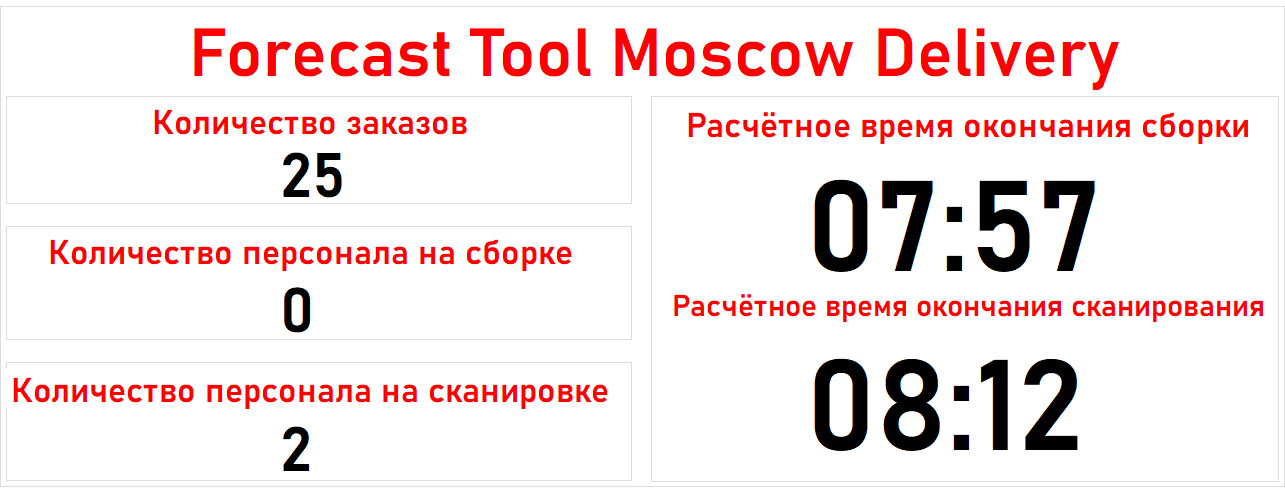 Forecast Tool Moscow Delivery
Количество заказов
25
Количество персонала на сборке
0
Количество персонала на сканировке
2
Расчётное время окончания сборки
07:57
Расчётное время окончания сканирования
08:12